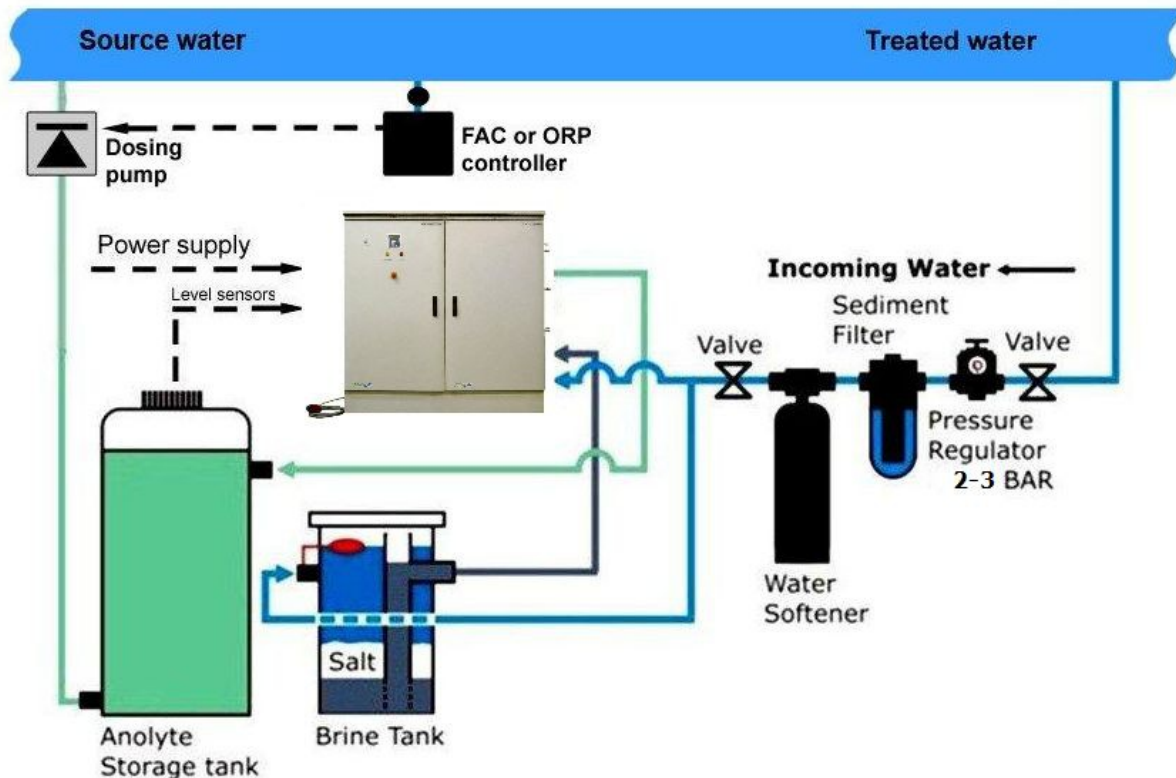 Source water
Treated water
Dosing
pump
FAC or ORP
controller
Power supply
Level sensors
Incoming Water
Sediment
Filter
Valve
Valve
Pressure
Regulator
2-3 BAR
Water
Softener
Salt
Brine Tank
Anolyte
Storage tank